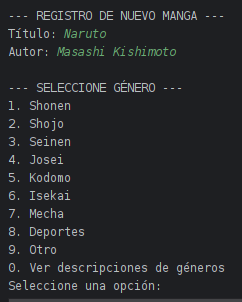 --- REGISTRO DE NUEVO MANGA ---
Título: Naruto
Autor: Masashi Kishimoto

--- SELECCIONE GÉNERO ---
1. Shonen
2. Shojo
3. Seinen
4. Josei
5. Kodomo
6. Isekai
7. Mecha
8. Deportes
9. Otro
0. Ver descripciones de géneros
Seleccione una opción: